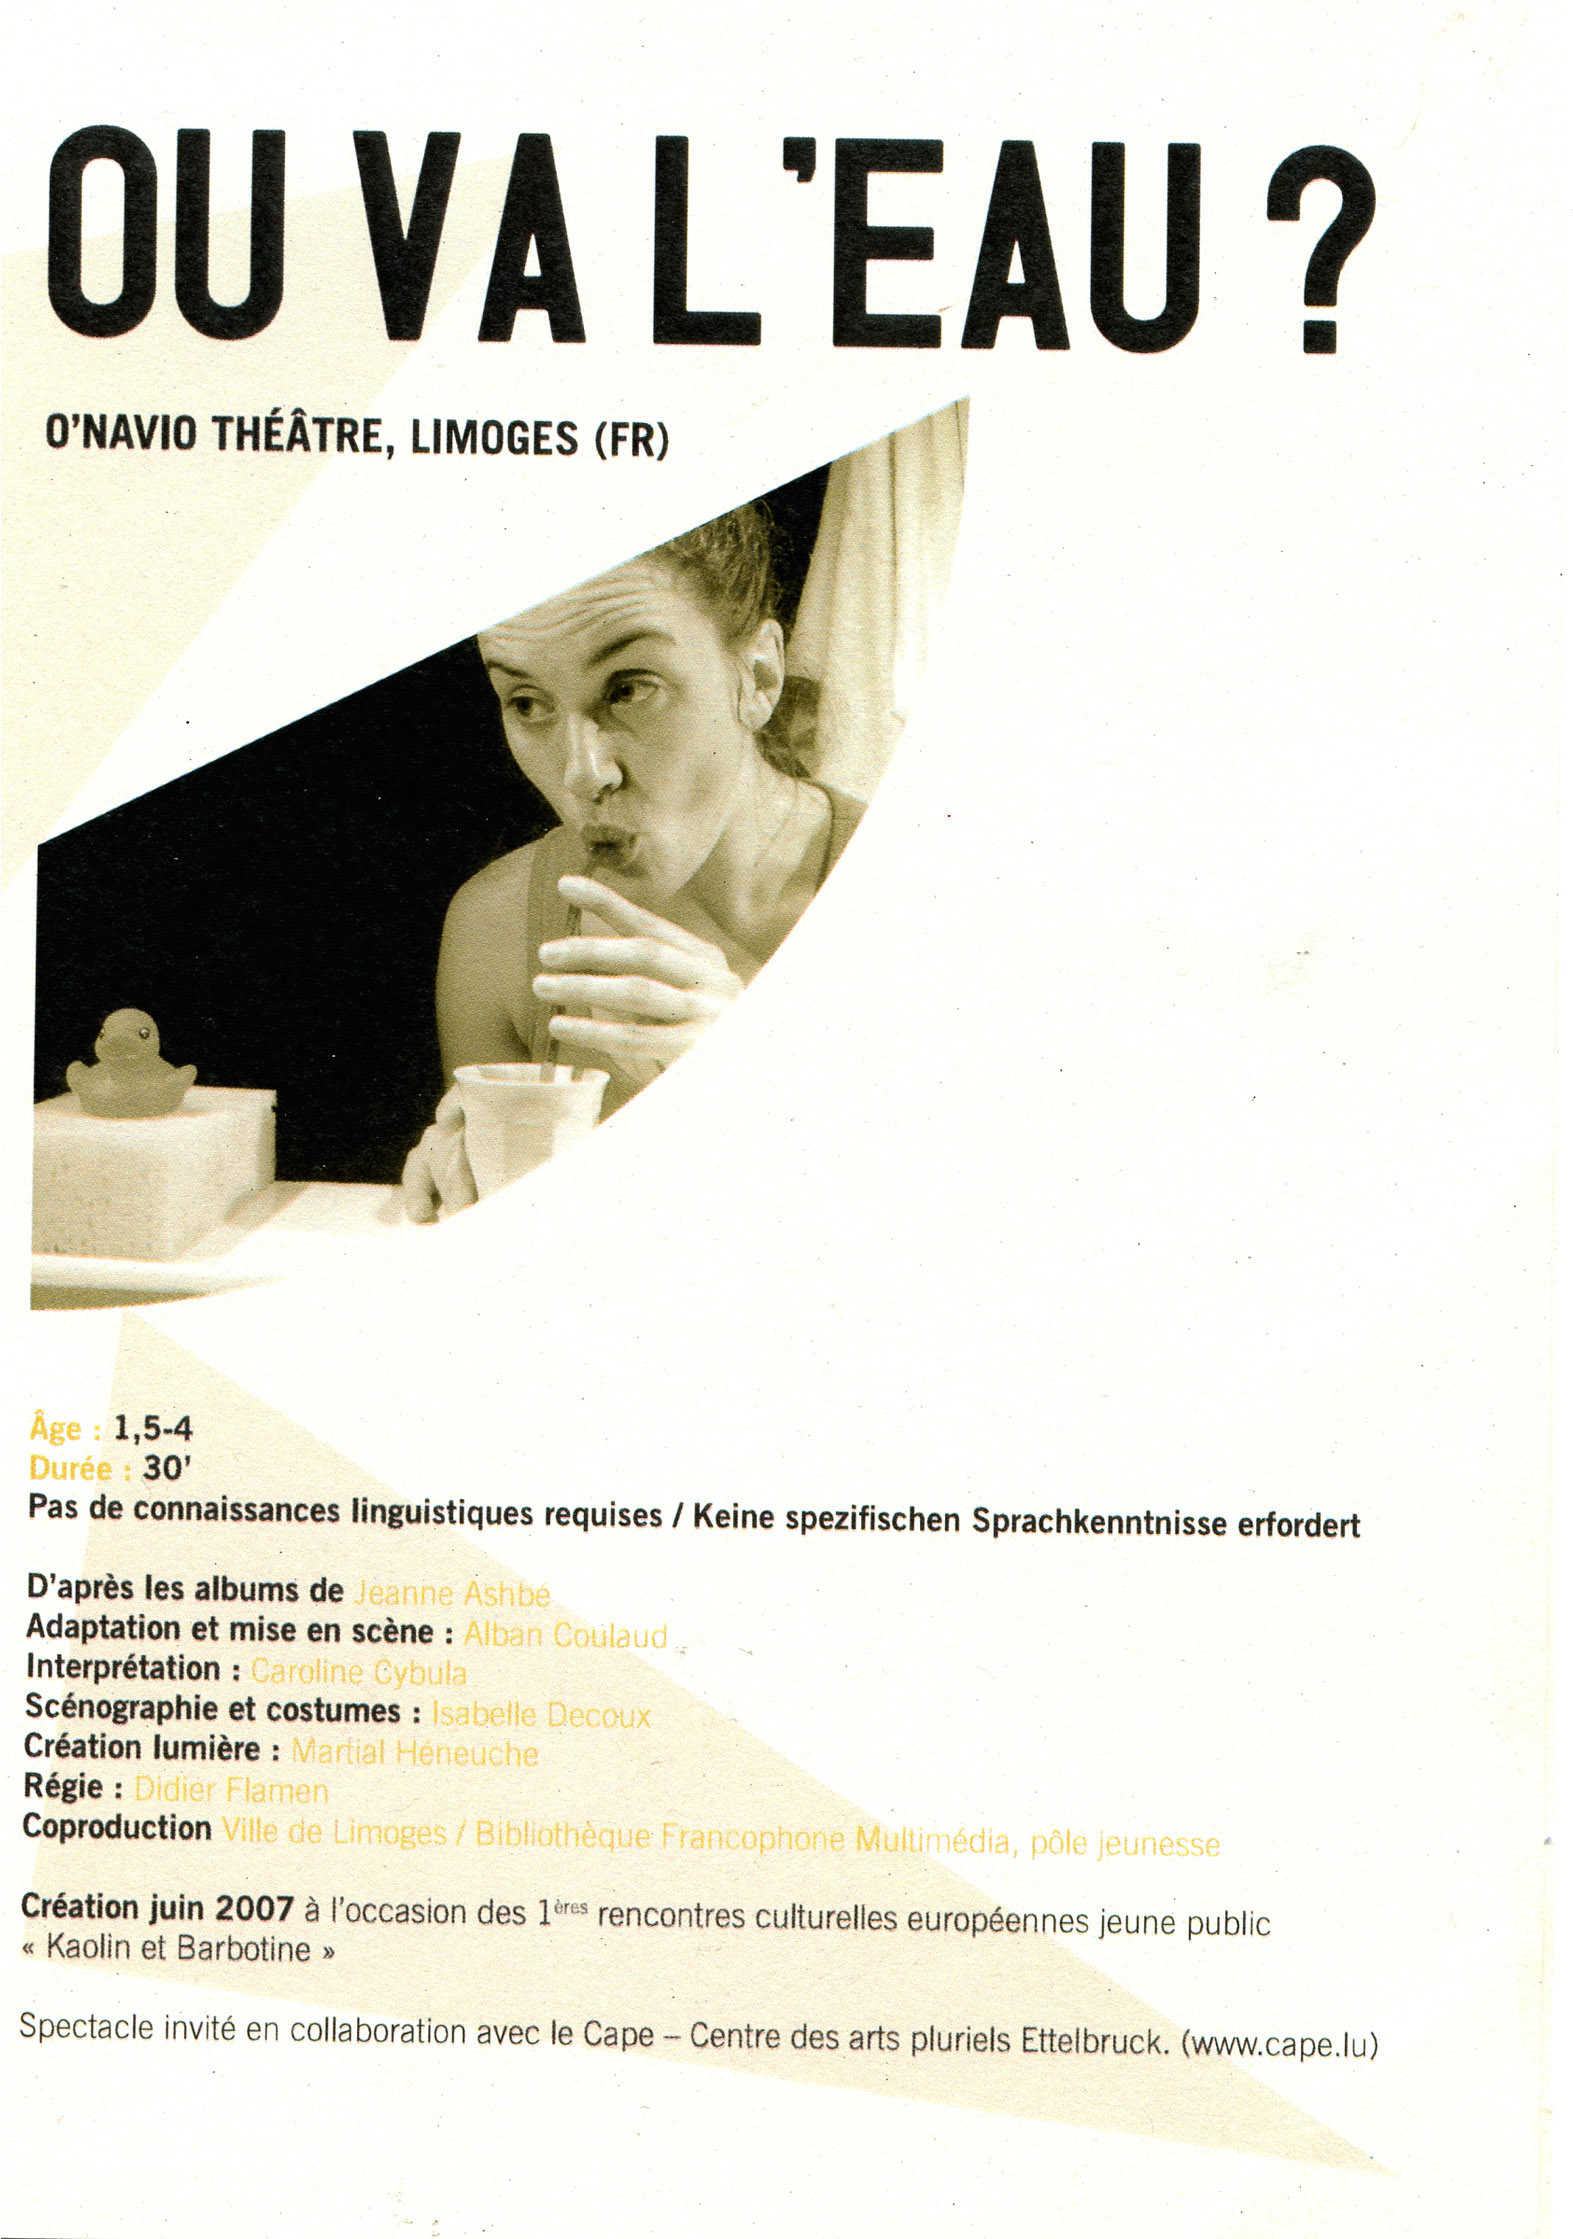 OU VA L'EAU ?
O'NAVIO THÉÂTRE, LIMOGES (FR)
Âge : 1,5-4
Durée : 30'
Pas de connaissances linguistiques requises / Keine spezifischen Sprachkenntnisse erfordert
D'après les albums de Jeanne Ashbé
Adaptation et mise en scène : Alban Coulaud
Interprétation : Caroline Cybula
Scénographie et costumes : Isabelle Decoux
Création lumière : Martial Héneuche
Régie : Didier Flamen
Coproduction Ville de Limoges / Bibliothèque Francophone Multimédia, pôle jeunesse
Création juin 2007 à l'occasion des 1ères rencontres culturelles européennes jeune public
« Kaolin et Barbotine »
Spectacle invité en collaboration avec le Cape – Centre des arts pluriels Ettelbruck. (www.cape.lu)